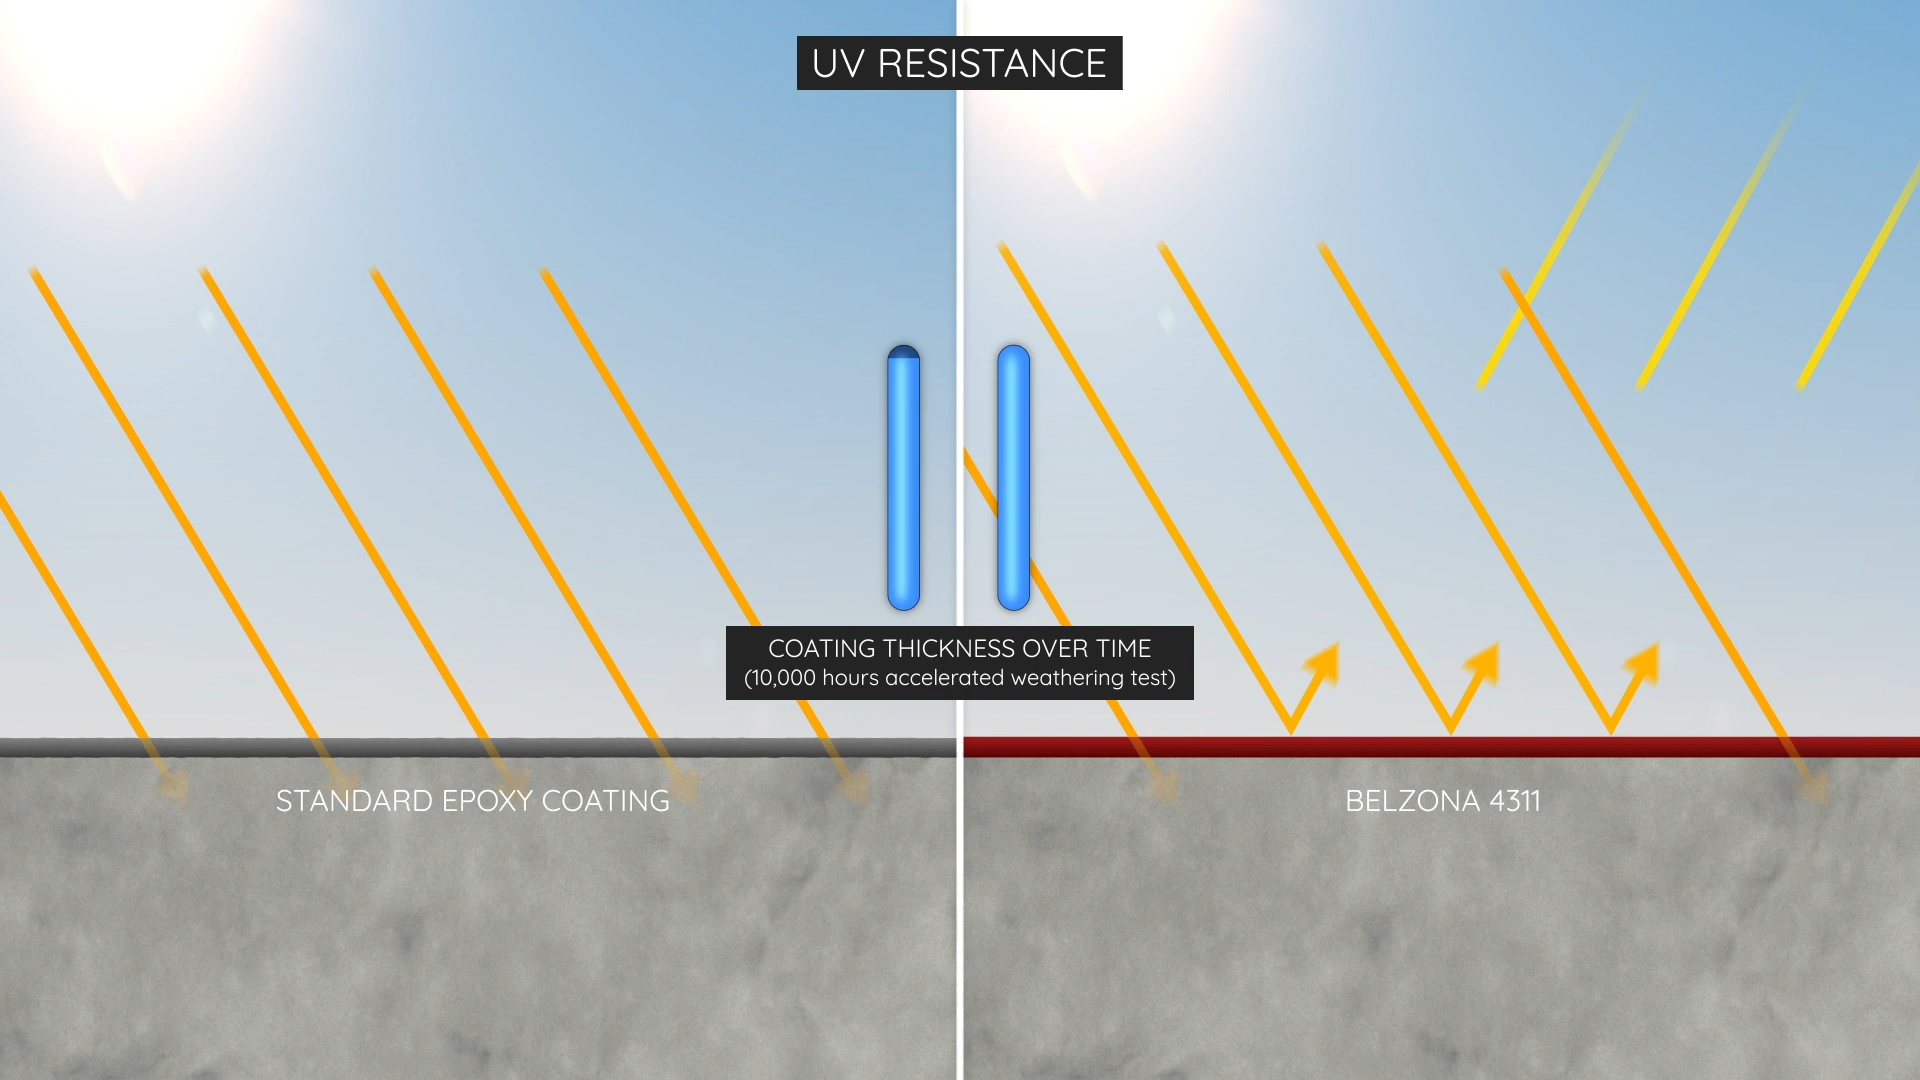 UV RESISTANCE
COATING THICKNESS OVER TIME
(10,000 hours accelerated weathering test)
STANDARD EPOXY COATING
BELZONA 4311